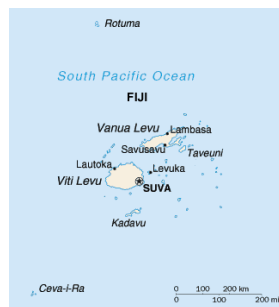 Rotuma
South Pacific Ocean
FIJI
Vanua Levu
Lambasa
Savusavu
Taveuni
Lautoka
Levuka
Viti Levu
SUVA
Kadavu
Ceva-i-Ra
0 100 200 km
0 100 200 mi